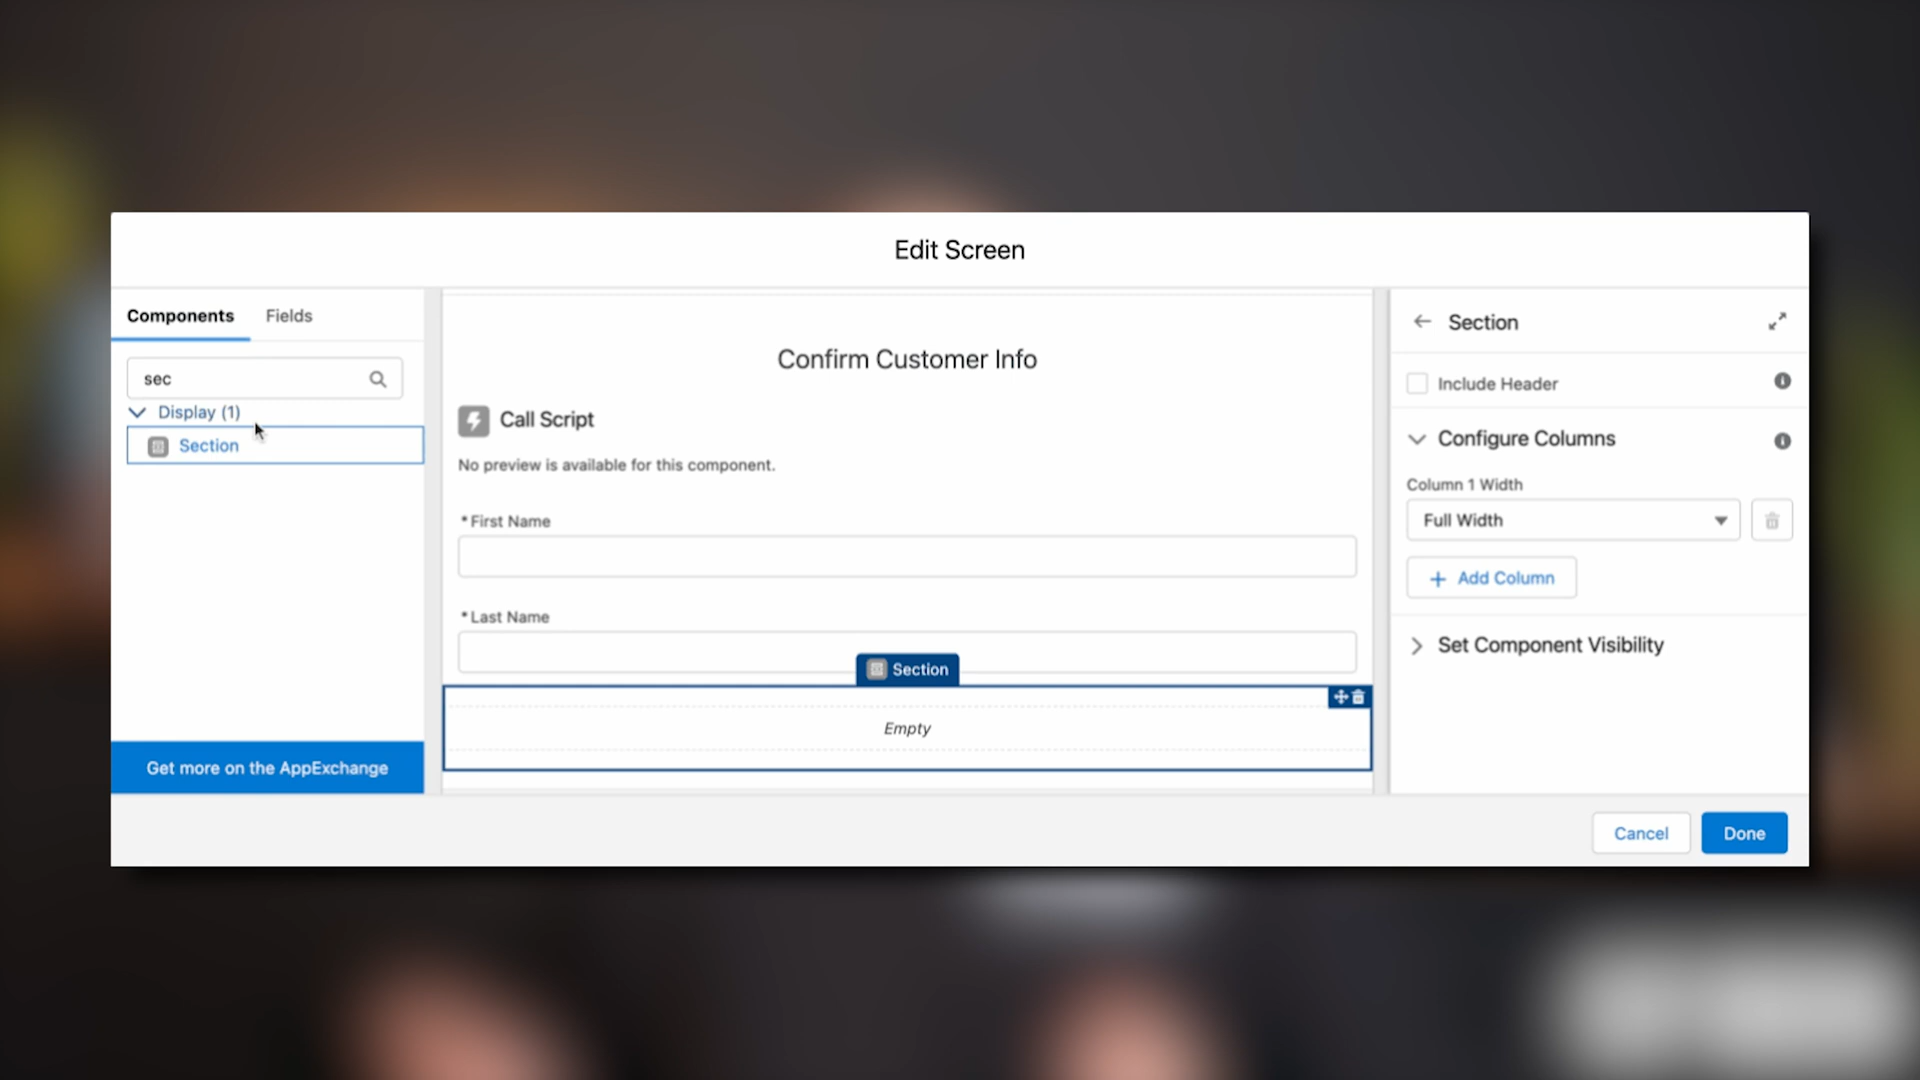 Edit Screen
Components
Fields
sec
Display (1)
Section
Get more on the AppExchange
Confirm Customer Info
Call Script
No preview is available for this component.
* First Name
* Last Name
Section
Empty
Section
Include Header
Configure Columns
Column 1 Width
Full Width
+ Add Column
Set Component Visibility
Cancel
Done